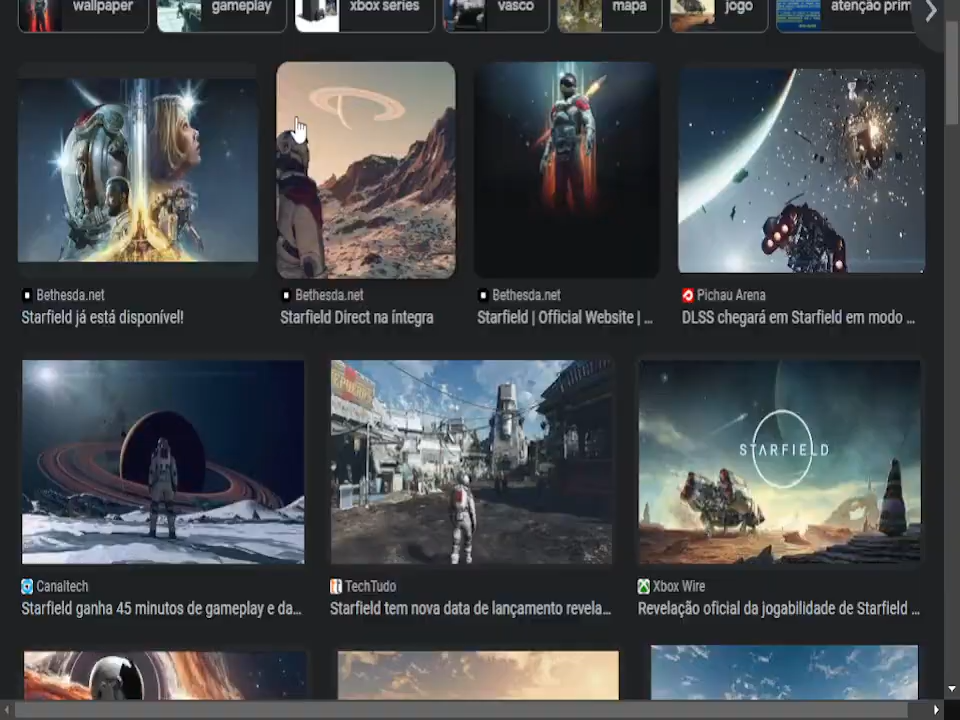 wallpaper gameplay xbox series vasco mapa jogo atenção prim
Bethesda.net Bethesda.net Bethesda.net Pichau Arena
Starfield já está disponível! Starfield Direct na íntegra Starfield | Official Website | ... DLSS chegará em Starfield em modo ...
STARFIELD
Canaltech TechTudo Xbox Wire
Starfield ganha 45 minutos de gameplay e da... Starfield tem nova data de lançamento revela... Revelação oficial da jogabilidade de Starfield ...